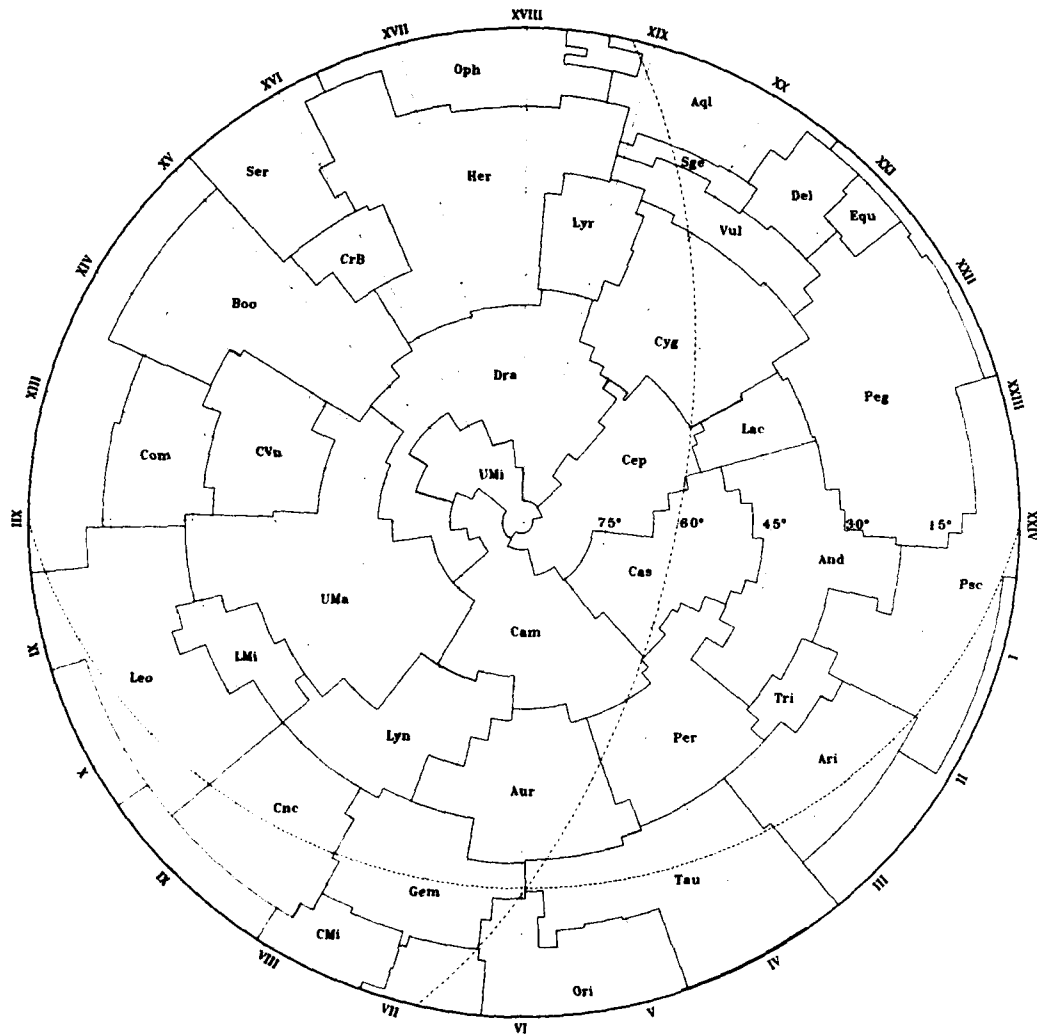 XVIII
XVII
XIX
XVI
Oph
XX
Aql
XV
Ser
Her
Sge
XXI
Del
Equ
Lyr
Vul
CrB
XIV
XXII
Boo
Cyg
XIII
Dra
XXIII
Peg
Lac
Com
CVn
Cep
UMi
XII
75°
60°
45°
30°
15°
XXIV
And
Cas
Psc
UMa
Cam
XI
LMi
I
Leo
Tri
Lyn
Per
Ari
X
II
Aur
Cnc
IX
Tau
III
Gem
CMi
VIII
IV
Ori
VII
V
VI